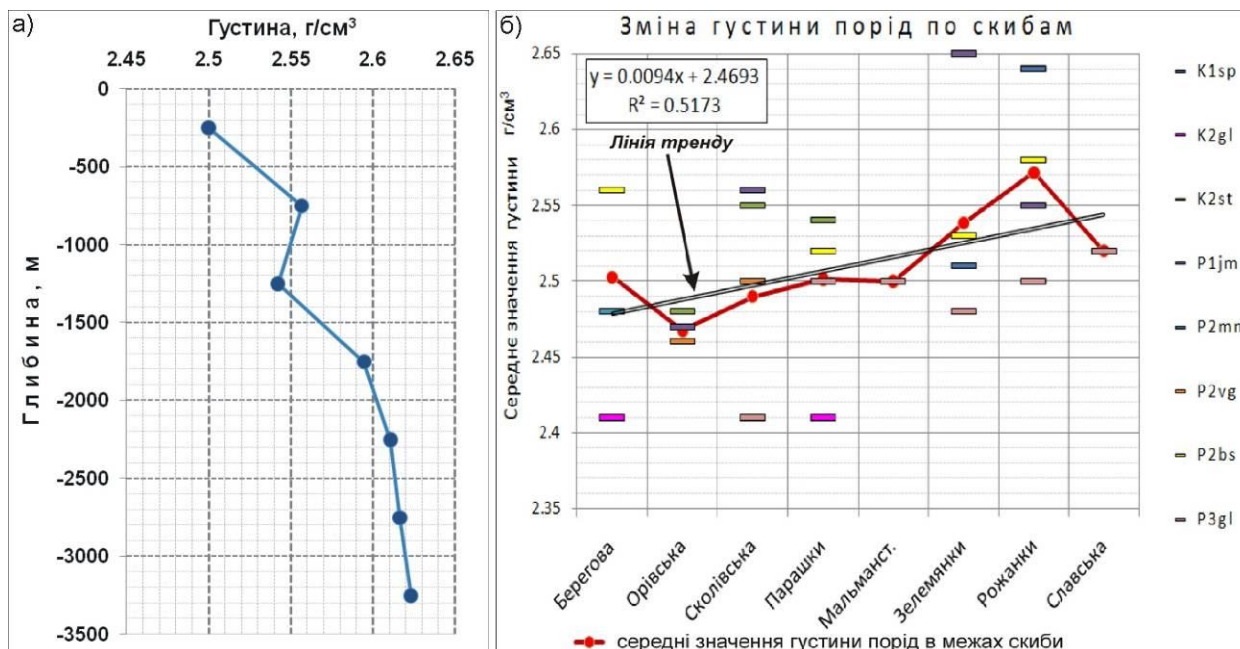 а)
Густина, г/см³
2.45 2.5 2.55 2.6 2.65
0
-500
-1000
-1500
-2000
-2500
-3000
-3500
Глибина, м
б)
Зміна густини порід по скибам
2.65
2.6
2.55
2.5
2.45
2.4
2.35
Середнє значення густини г/см³
y = 0.0094x + 2.4693
R² = 0.5173
Лінія тренду
Берегова
Орівська
Сколівська
Парашки
Мальманст.
Зелемянки
Рожанки
Славська
K1sp
K2gl
K2st
P1jm
P2mn
P2vg
P2bs
P3gl
середні значення густини порід в межах скиби